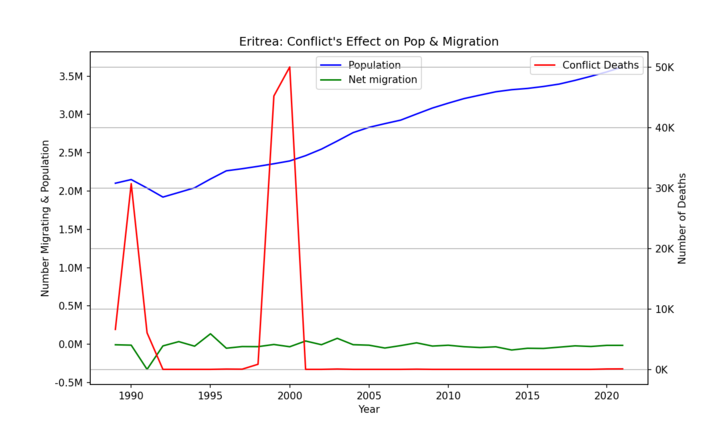 Eritrea: Conflict's Effect on Pop & Migration
Population
Net migration
Conflict Deaths
Number Migrating & Population
3.5M
3.0M
2.5M
2.0M
1.5M
1.0M
0.5M
0.0M
-0.5M
50K
40K
30K
20K
10K
0K
Number of Deaths
1990
1995
2000
2005
2010
2015
2020
Year